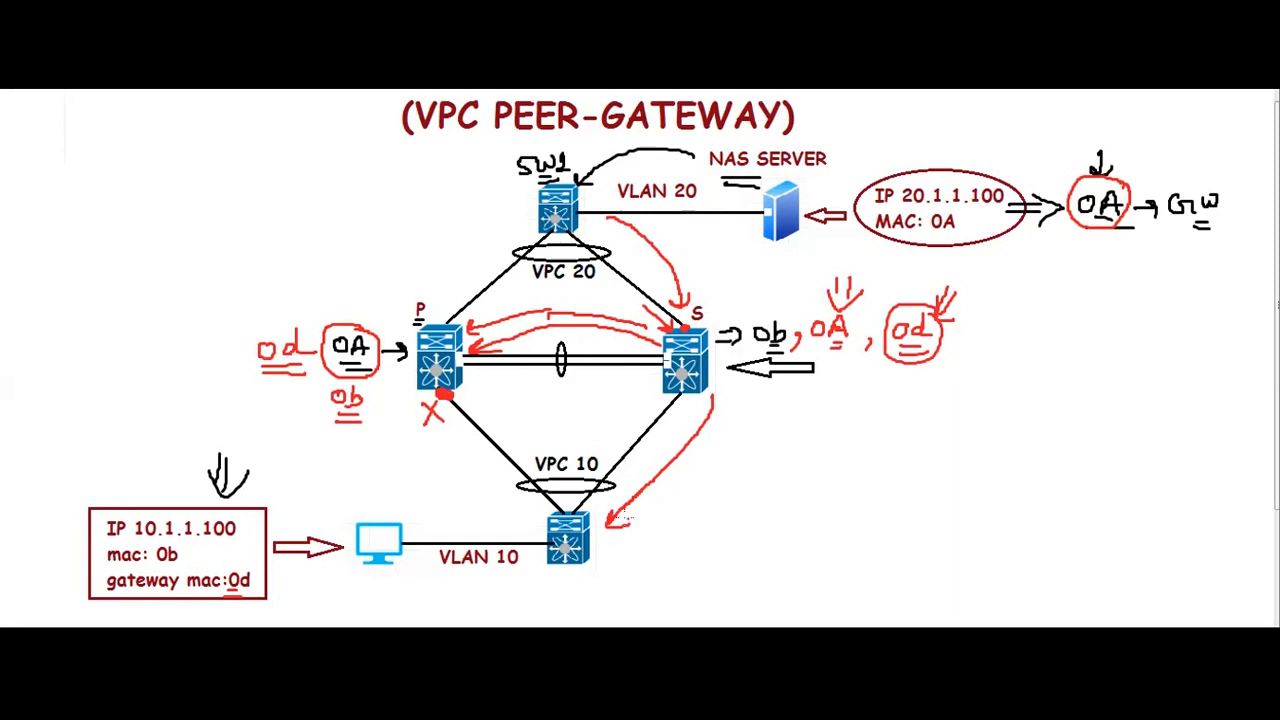 (VPC PEER-GATEWAY)
SW1
NAS SERVER
VLAN 20
IP 20.1.1.100
MAC: 0A
0A → GW
VPC 20
P
S
0d
0A
0b
0b, 0A, 0d
X
VPC 10
IP 10.1.1.100
mac: 0b
gateway mac:0d
VLAN 10